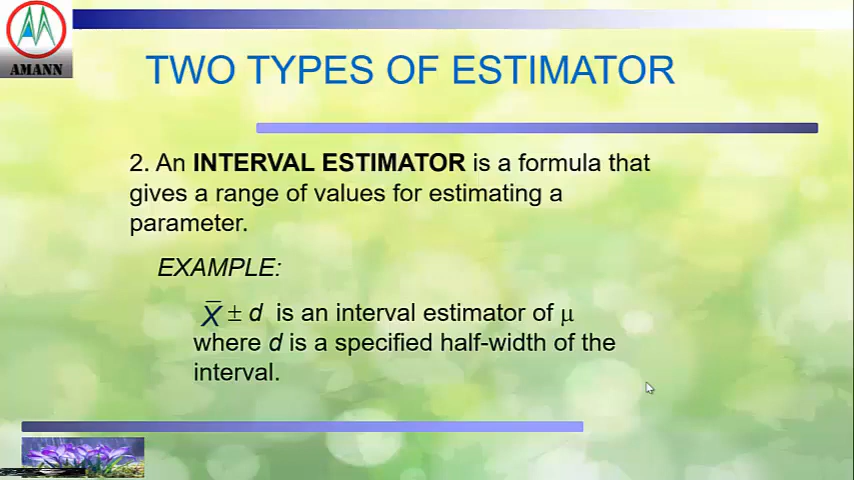 AMANN
TWO TYPES OF ESTIMATOR
2. An INTERVAL ESTIMATOR is a formula that
gives a range of values for estimating a
parameter.
EXAMPLE:
X̅ ± d is an interval estimator of μ
where d is a specified half-width of the
interval.